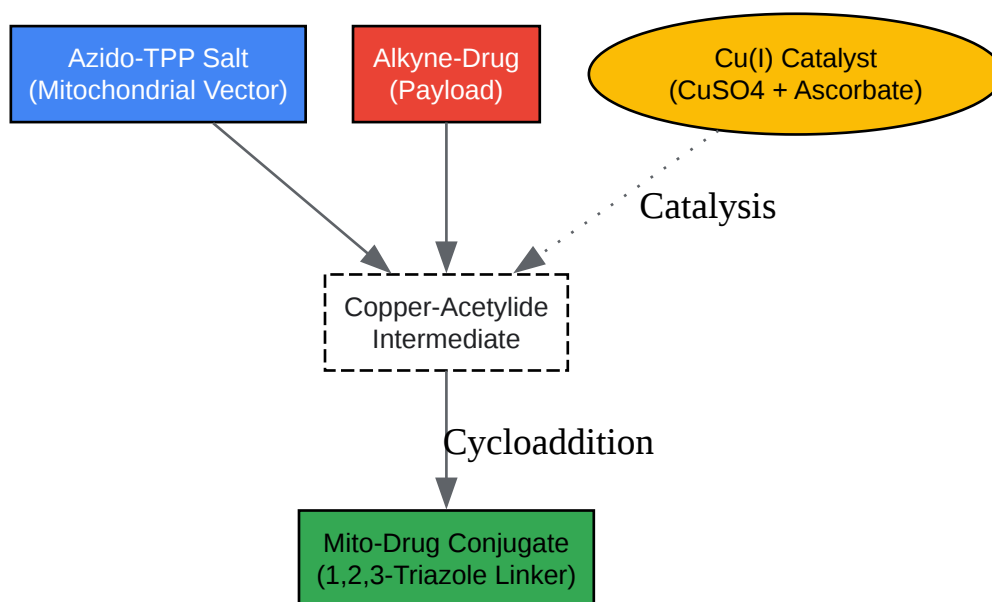 Azido-TPP Salt
(Mitochondrial Vector)
Alkyne-Drug
(Payload)
Cu(I) Catalyst
(CuSO4 + Ascorbate)
Catalysis
Copper-Acetylide
Intermediate
Cycloaddition
Mito-Drug Conjugate
(1,2,3-Triazole Linker)